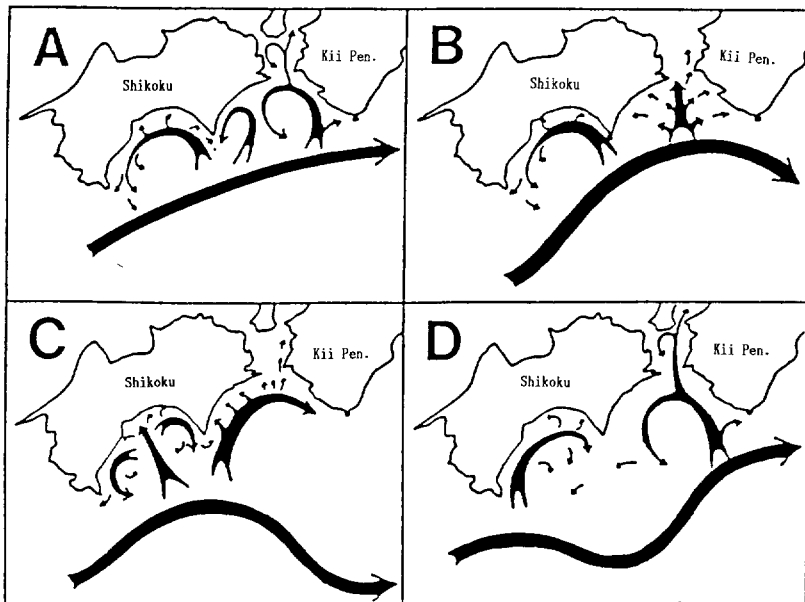 A
Shikoku
Kii Pen.
B
Shikoku
Kii Pen.
C
Shikoku
Kii Pen.
D
Shikoku
Kii Pen.